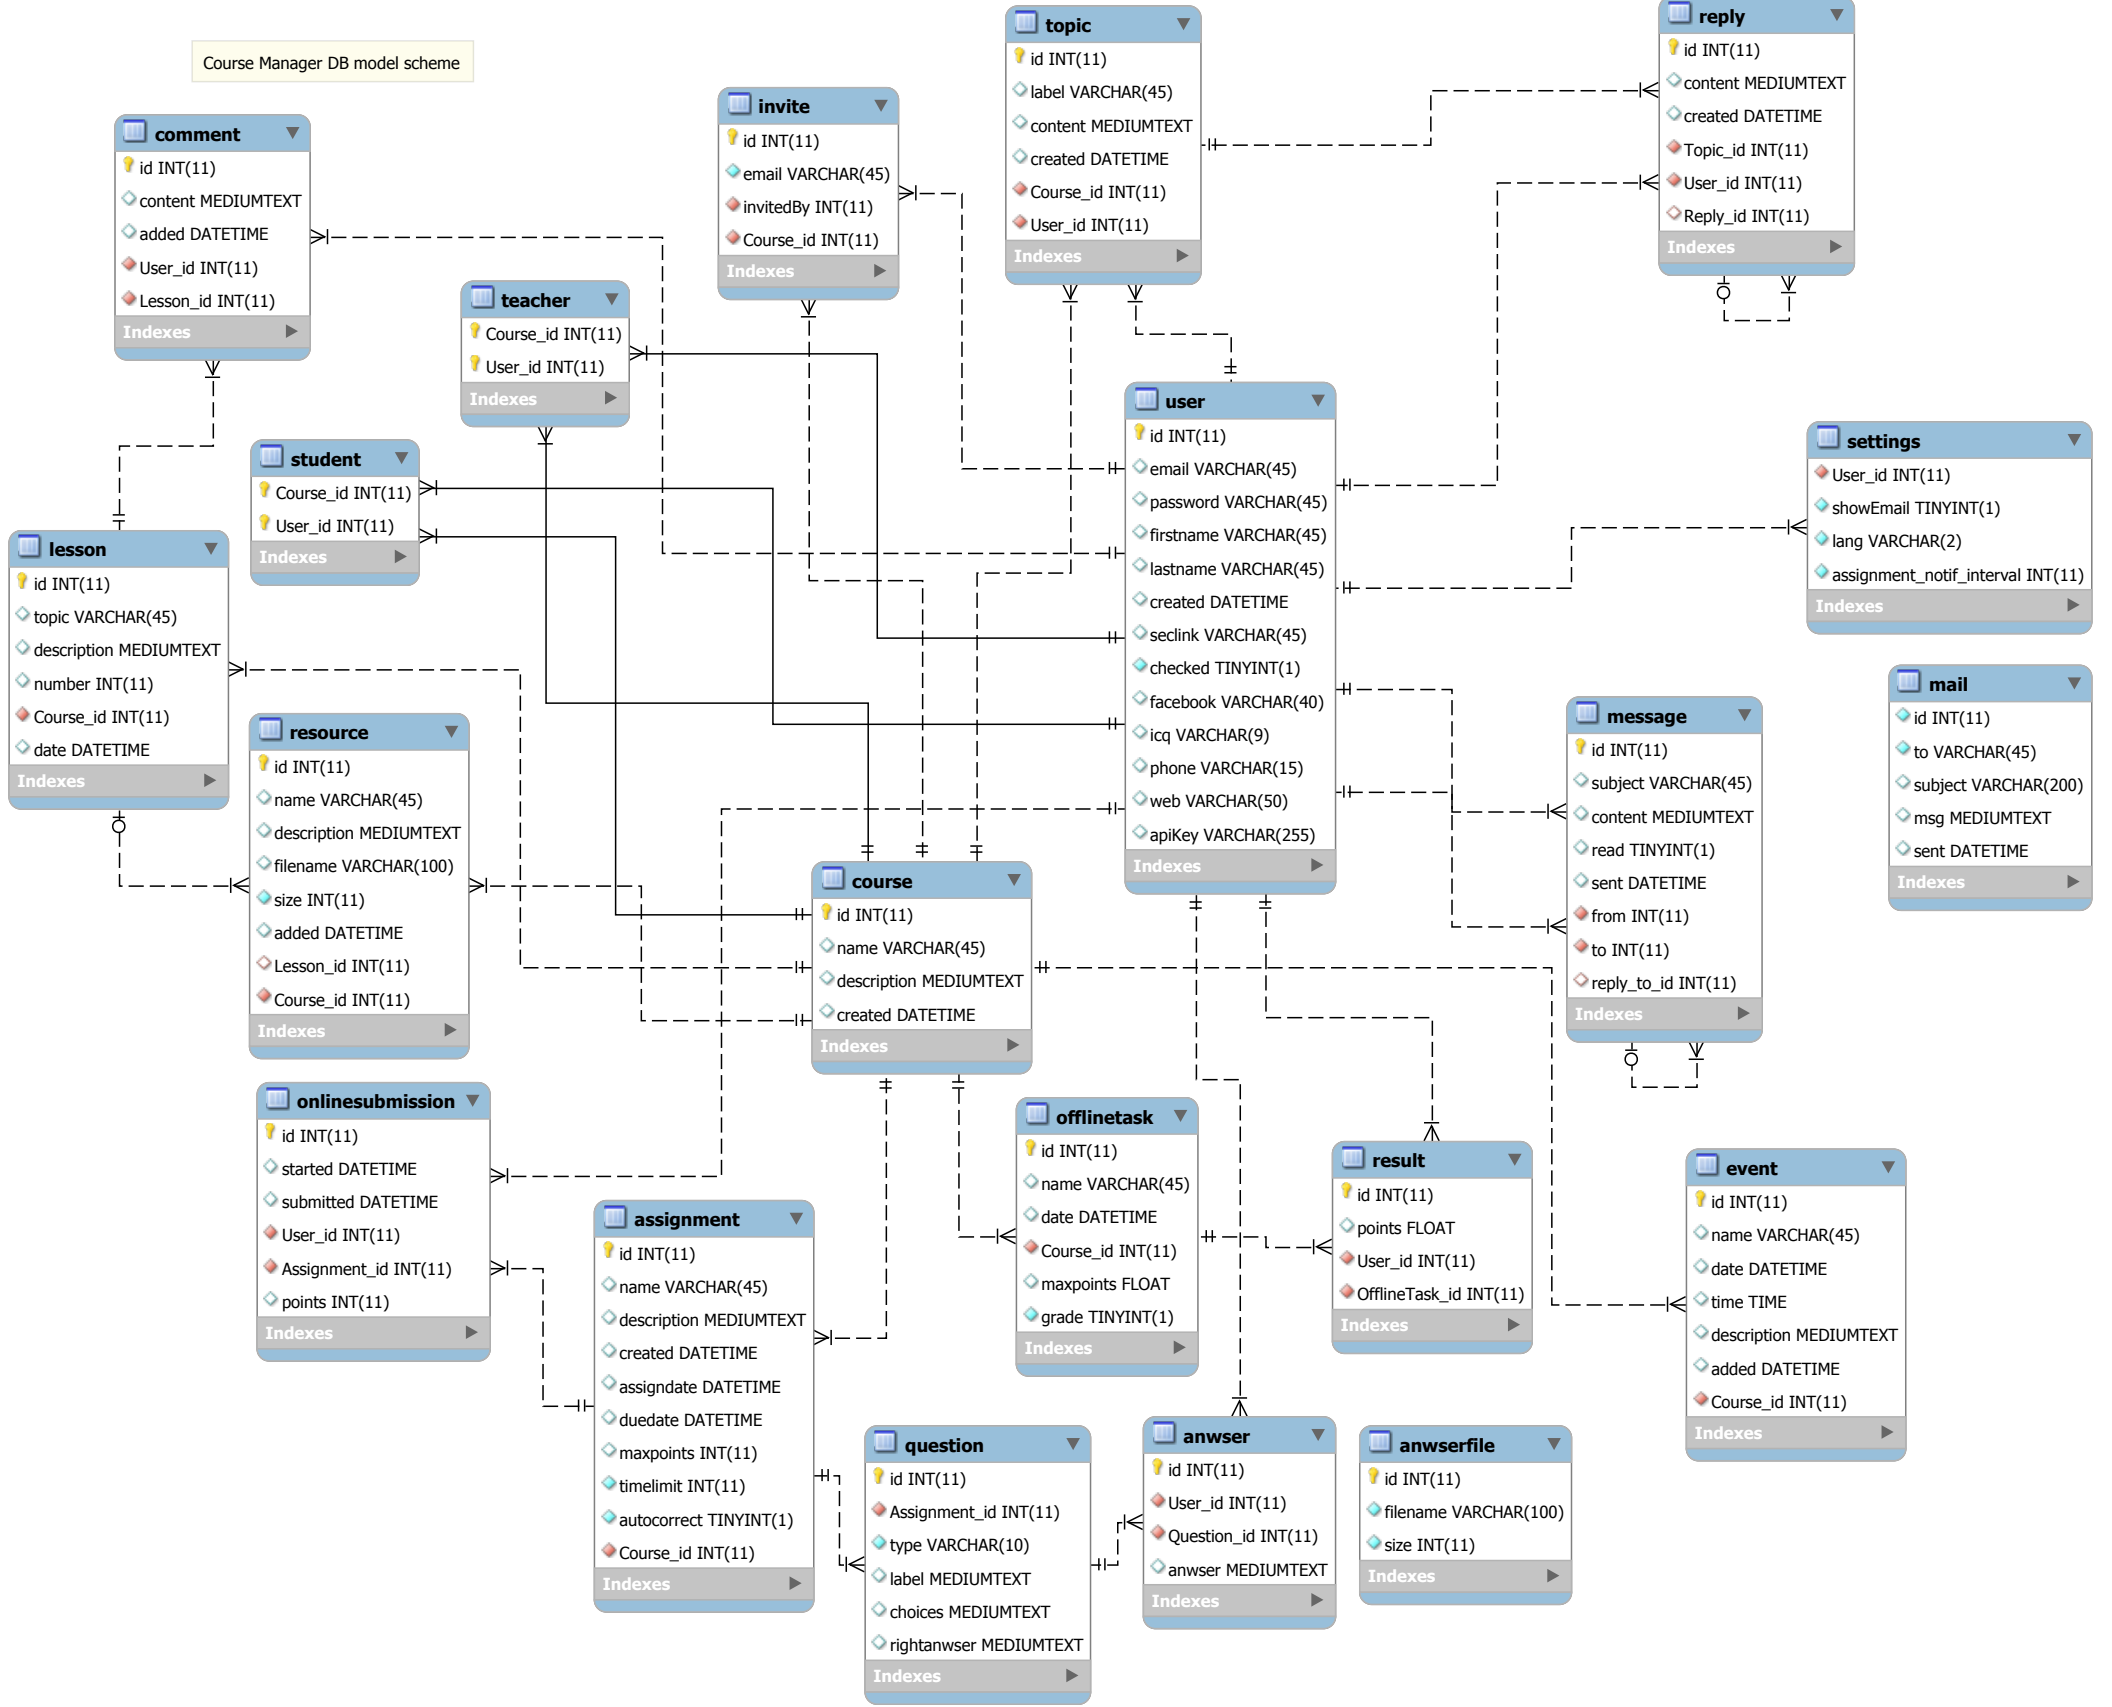 Course Manager DB model scheme
comment
id INT(11)
content MEDIUMTEXT
added DATETIME
User_id INT(11)
Lesson_id INT(11)
Indexes
invite
id INT(11)
email VARCHAR(45)
invitedBy INT(11)
Course_id INT(11)
Indexes
topic
id INT(11)
label VARCHAR(45)
content MEDIUMTEXT
created DATETIME
Course_id INT(11)
User_id INT(11)
Indexes
reply
id INT(11)
content MEDIUMTEXT
created DATETIME
Topic_id INT(11)
User_id INT(11)
Reply_id INT(11)
Indexes
teacher
Course_id INT(11)
User_id INT(11)
Indexes
student
Course_id INT(11)
User_id INT(11)
Indexes
user
id INT(11)
email VARCHAR(45)
password VARCHAR(45)
firstname VARCHAR(45)
lastname VARCHAR(45)
created DATETIME
seclink VARCHAR(45)
checked TINYINT(1)
facebook VARCHAR(40)
icq VARCHAR(9)
phone VARCHAR(15)
web VARCHAR(50)
apiKey VARCHAR(255)
Indexes
settings
User_id INT(11)
showEmail TINYINT(1)
lang VARCHAR(2)
assignment_notif_interval INT(11)
Indexes
lesson
id INT(11)
topic VARCHAR(45)
description MEDIUMTEXT
number INT(11)
Course_id INT(11)
date DATETIME
Indexes
resource
id INT(11)
name VARCHAR(45)
description MEDIUMTEXT
filename VARCHAR(100)
size INT(11)
added DATETIME
Lesson_id INT(11)
Course_id INT(11)
Indexes
mail
id INT(11)
to VARCHAR(45)
subject VARCHAR(200)
msg MEDIUMTEXT
sent DATETIME
Indexes
message
id INT(11)
subject VARCHAR(45)
content MEDIUMTEXT
read TINYINT(1)
sent DATETIME
from INT(11)
to INT(11)
reply_to_id INT(11)
Indexes
course
id INT(11)
name VARCHAR(45)
description MEDIUMTEXT
created DATETIME
Indexes
onlinesubmission
id INT(11)
started DATETIME
submitted DATETIME
User_id INT(11)
Assignment_id INT(11)
points INT(11)
Indexes
offlinetask
id INT(11)
name VARCHAR(45)
date DATETIME
Course_id INT(11)
maxpoints FLOAT
grade TINYINT(1)
Indexes
result
id INT(11)
points FLOAT
User_id INT(11)
OfflineTask_id INT(11)
Indexes
event
id INT(11)
name VARCHAR(45)
date DATETIME
time TIME
description MEDIUMTEXT
added DATETIME
Course_id INT(11)
Indexes
assignment
id INT(11)
name VARCHAR(45)
description MEDIUMTEXT
created DATETIME
assigndate DATETIME
duedate DATETIME
maxpoints INT(11)
timelimit INT(11)
autocorrect TINYINT(1)
Course_id INT(11)
Indexes
question
id INT(11)
Assignment_id INT(11)
type VARCHAR(10)
label MEDIUMTEXT
choices MEDIUMTEXT
rightanwser MEDIUMTEXT
Indexes
anwser
id INT(11)
User_id INT(11)
Question_id INT(11)
anwser MEDIUMTEXT
Indexes
anwserfile
id INT(11)
filename VARCHAR(100)
size INT(11)
Indexes